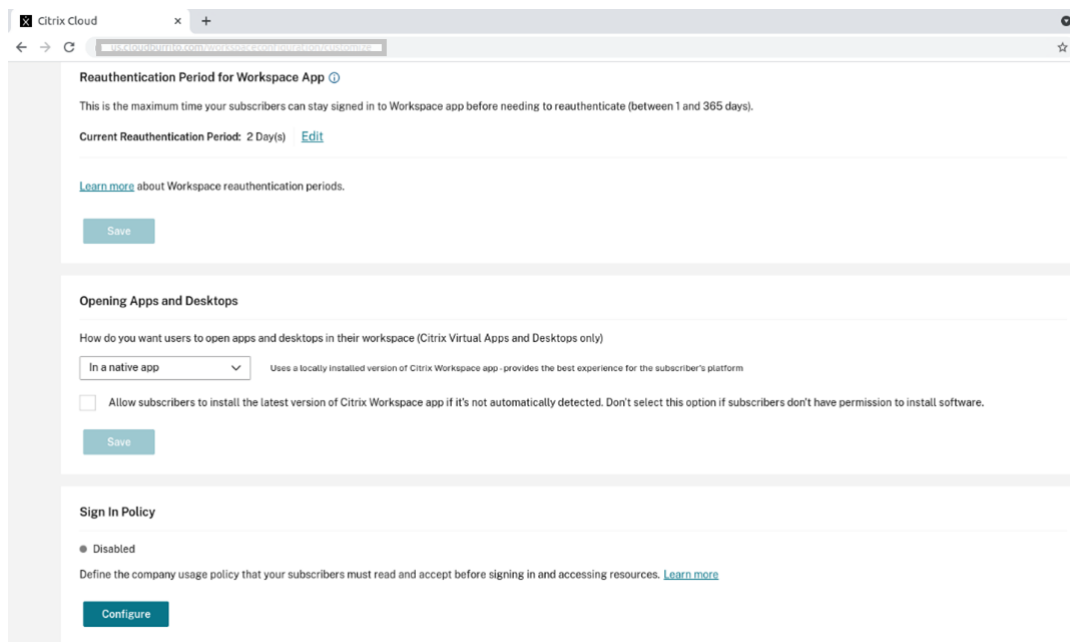 Citrix Cloud
us.cloudburrito.com/workspaceconfiguration/customize
Reauthentication Period for Workspace App
This is the maximum time your subscribers can stay signed in to Workspace app before needing to reauthenticate (between 1 and 365 days).
Current Reauthentication Period: 2 Day(s) Edit
Learn more about Workspace reauthentication periods.
Save
Opening Apps and Desktops
How do you want users to open apps and desktops in their workspace (Citrix Virtual Apps and Desktops only)
In a native app Uses a locally installed version of Citrix Workspace app - provides the best experience for the subscriber's platform
Allow subscribers to install the latest version of Citrix Workspace app if it's not automatically detected. Don't select this option if subscribers don't have permission to install software.
Save
Sign In Policy
Disabled
Define the company usage policy that your subscribers must read and accept before signing in and accessing resources. Learn more
Configure